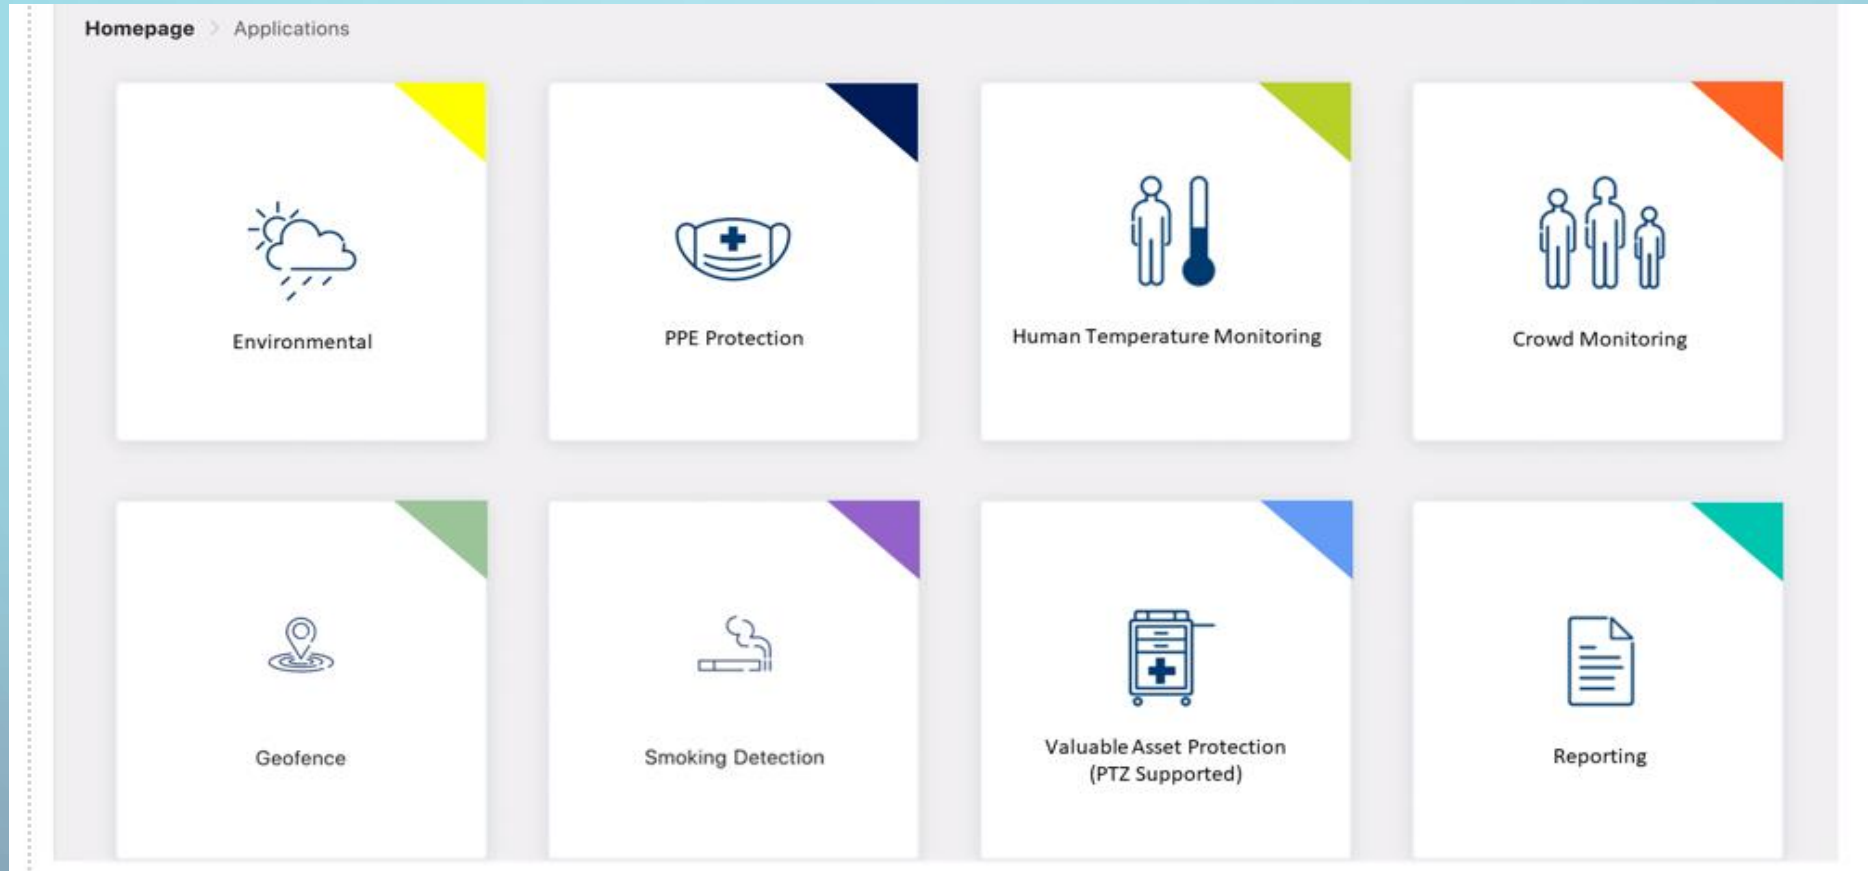 Homepage > Applications
Environmental
PPE Protection
Human Temperature Monitoring
Crowd Monitoring
Geofence
Smoking Detection
Valuable Asset Protection
(PTZ Supported)
Reporting